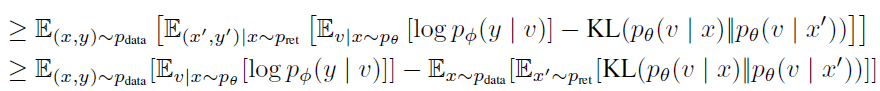 ≥ 𝔼_{(x,y)∼p_data} [𝔼_{(x′,y′)|x∼p_ret} [𝔼_{v|x∼p_θ} [log p_ϕ(y | v)] − KL(p_θ(v | x)‖p_θ(v | x′))]]
≥ 𝔼_{(x,y)∼p_data}[𝔼_{v|x∼p_θ}[log p_ϕ(y | v)]] − 𝔼_{x∼p_data}[𝔼_{x′∼p_ret}[KL(p_θ(v | x)‖p_θ(v | x′))]]